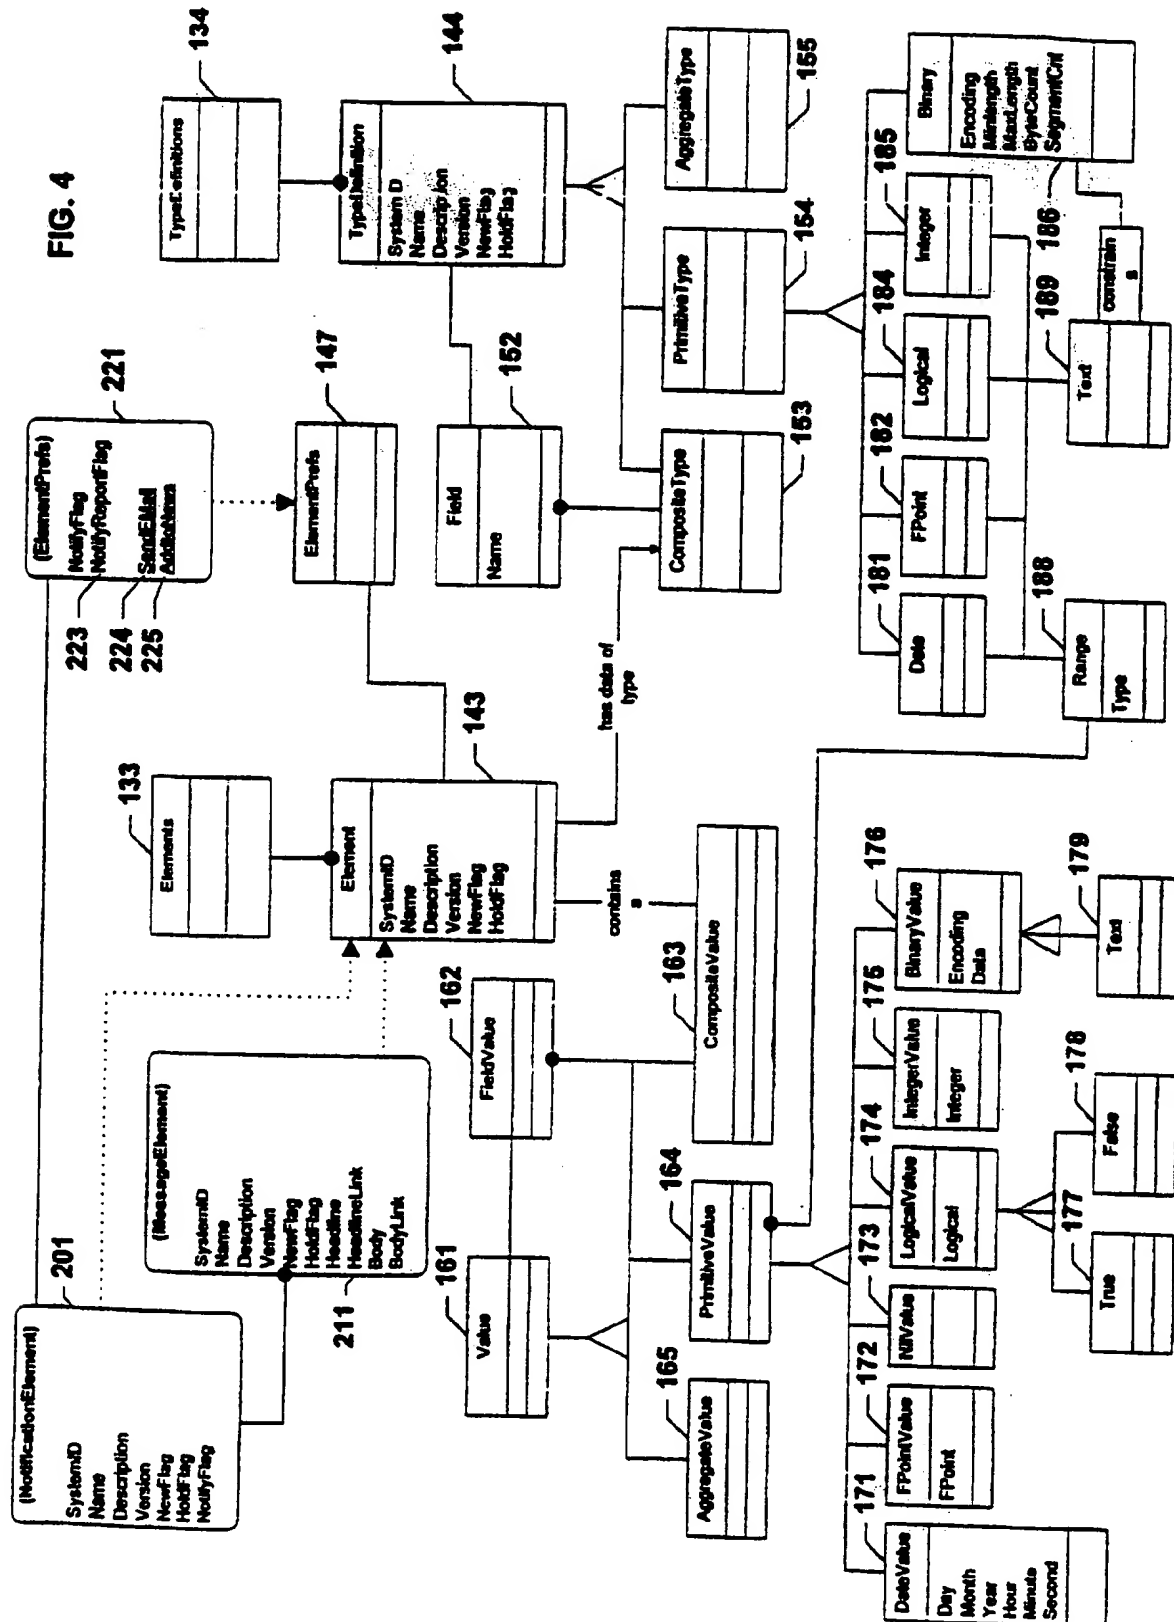 FIG. 4
(NotificationElement)
SystemID
Name
Description
Version
NewFlag
HoldFlag
NotifyFlag
201
(MessageElement)
SystemID
Name
Description
Version
NewFlag
HoldFlag
Headline
HeadlineLink
Body
BodyLink
211
Elements
133
Element
SystemID
Name
Description
Version
NewFlag
HoldFlag
143
(ElementPrefs)
NotifyFlag
NotifyReportFlag
SendEMail
221
223
224
225
ElementPrefs
147
TypeDefinitions
134
TypeDefinition
System D
Name
Description
Version
NewFlag
HoldFlag
144
Field
Name
152
Value
161
FieldValue
162
contains
a
has data of
type
AggregateValue
165
PrimitiveValue
164
CompositeValue
163
CompositeType
153
PrimitiveType
154
AggregateType
155
DateValue
Day
Month
Year
Hour
Minute
Second
171
FPointValue
FPoint
172
NilValue
173
LogicalValue
Logical
174
IntegerValue
Integer
175
BinaryValue
Encoding
Data
176
True
177
False
178
Text
179
Date
181
FPoint
182
Logical
184
Integer
185
Binary
Encoding
Minlength
MaxLength
ByteCount
SegmentCnt
186
Range
Type
188
Text
189
constrain
s